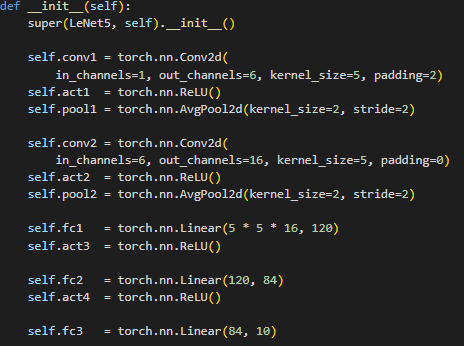 def __init__(self):
    super(LeNet5, self).__init__()

    self.conv1 = torch.nn.Conv2d(
        in_channels=1, out_channels=6, kernel_size=5, padding=2)
    self.act1  = torch.nn.ReLU()
    self.pool1 = torch.nn.AvgPool2d(kernel_size=2, stride=2)

    self.conv2 = torch.nn.Conv2d(
        in_channels=6, out_channels=16, kernel_size=5, padding=0)
    self.act2  = torch.nn.ReLU()
    self.pool2 = torch.nn.AvgPool2d(kernel_size=2, stride=2)

    self.fc1   = torch.nn.Linear(5 * 5 * 16, 120)
    self.act3  = torch.nn.ReLU()

    self.fc2   = torch.nn.Linear(120, 84)
    self.act4  = torch.nn.ReLU()

    self.fc3   = torch.nn.Linear(84, 10)